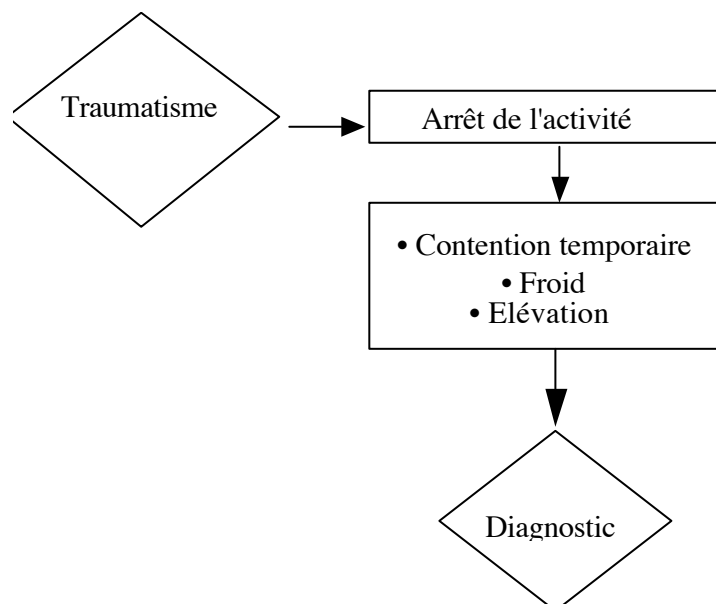 Traumatisme
Arrêt de l'activité
• Contention temporaire
• Froid
• Elévation
Diagnostic